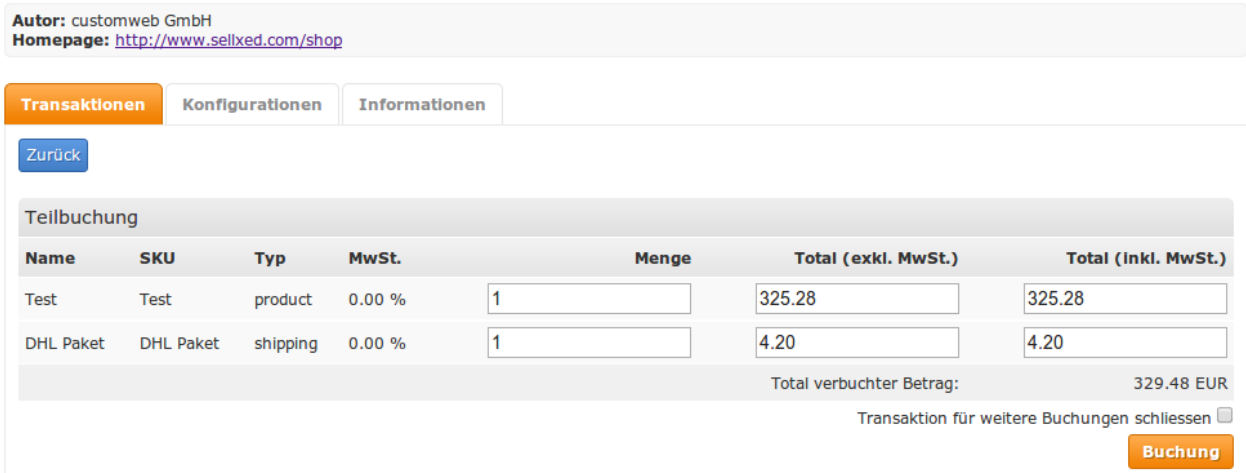 Autor: customweb GmbH
Homepage: http://www.sellxed.com/shop
Transaktionen Konfigurationen Informationen
Zurück
Teilbuchung
Name SKU Typ MwSt. Menge Total (exkl. MwSt.) Total (inkl. MwSt.)
Test Test product 0.00 % 1 325.28 325.28
DHL Paket DHL Paket shipping 0.00 % 1 4.20 4.20
Total verbuchter Betrag: 329.48 EUR
Transaktion für weitere Buchungen schliessen
Buchung